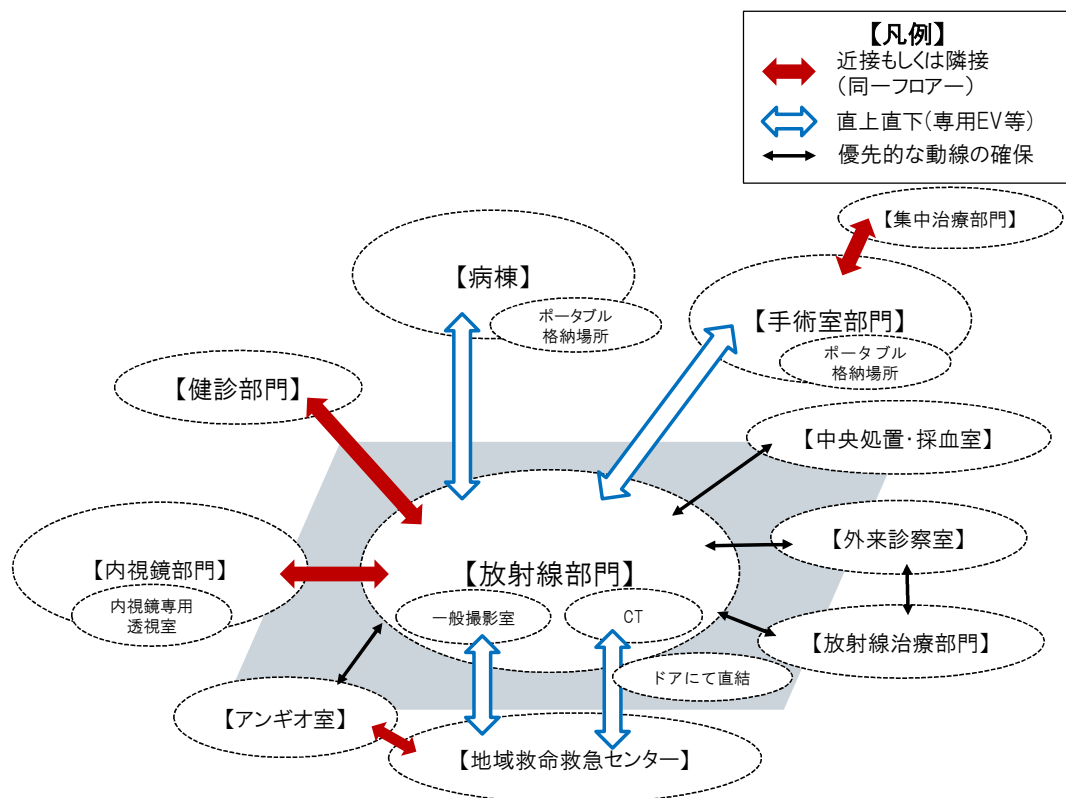 【凡例】
近接もしくは隣接
(同一フロアー)
直上直下(専用EV等)
優先的な動線の確保
【集中治療部門】
【病棟】
ポータブル
格納場所
【手術室部門】
ポータブル
格納場所
【健診部門】
【中央処置・採血室】
【外来診察室】
【内視鏡部門】
内視鏡専用
透視室
【放射線部門】
一般撮影室
CT
【放射線治療部門】
ドアにて直結
【アンギオ室】
【地域救命救急センター】